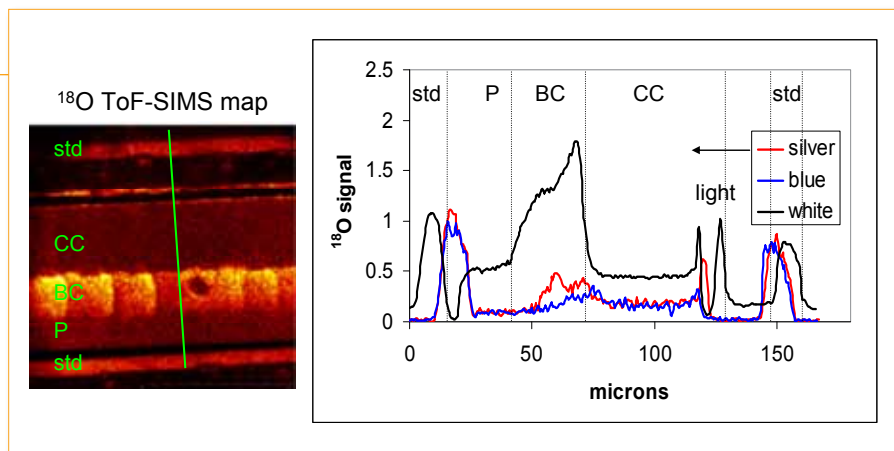 ¹⁸O ToF-SIMS map
std
CC
BC
P
std
2.5
2
1.5
1
0.5
0
¹⁸O signal
std P BC CC std
light
silver
blue
white
0 50 100 150
microns